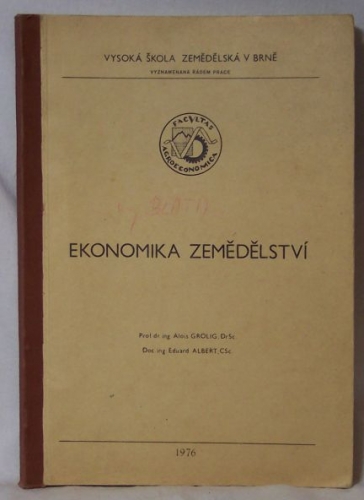 VYSOKÁ ŠKOLA ZEMĚDĚLSKÁ V BRNĚ
VYZNAMENANÁ ŘÁDEM PRÁCE
FACULTAS
AGROECONOMICA
EKONOMIKA ZEMĚDĚLSTVÍ
Prof. dr. ing. Alois GROLIG, DrSc.
Doc. ing. Eduard ALBERT, CSc.
1976